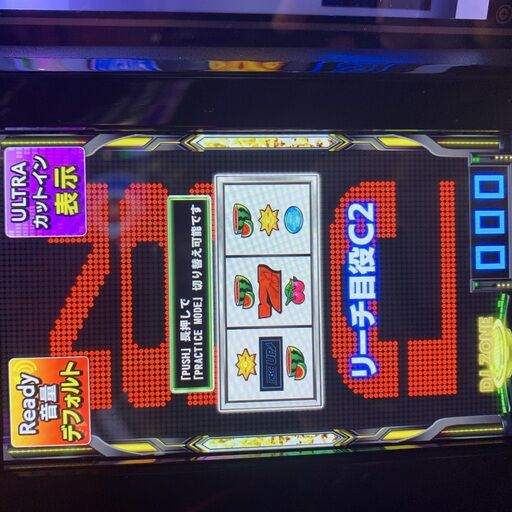 Ready
音量
デフォルト
ULTRA
カットイン
表示
「PUSH」長押しで
「PRACTICE MODE」切り替え可能です
リーチ目役C2
DJ ZONE
000